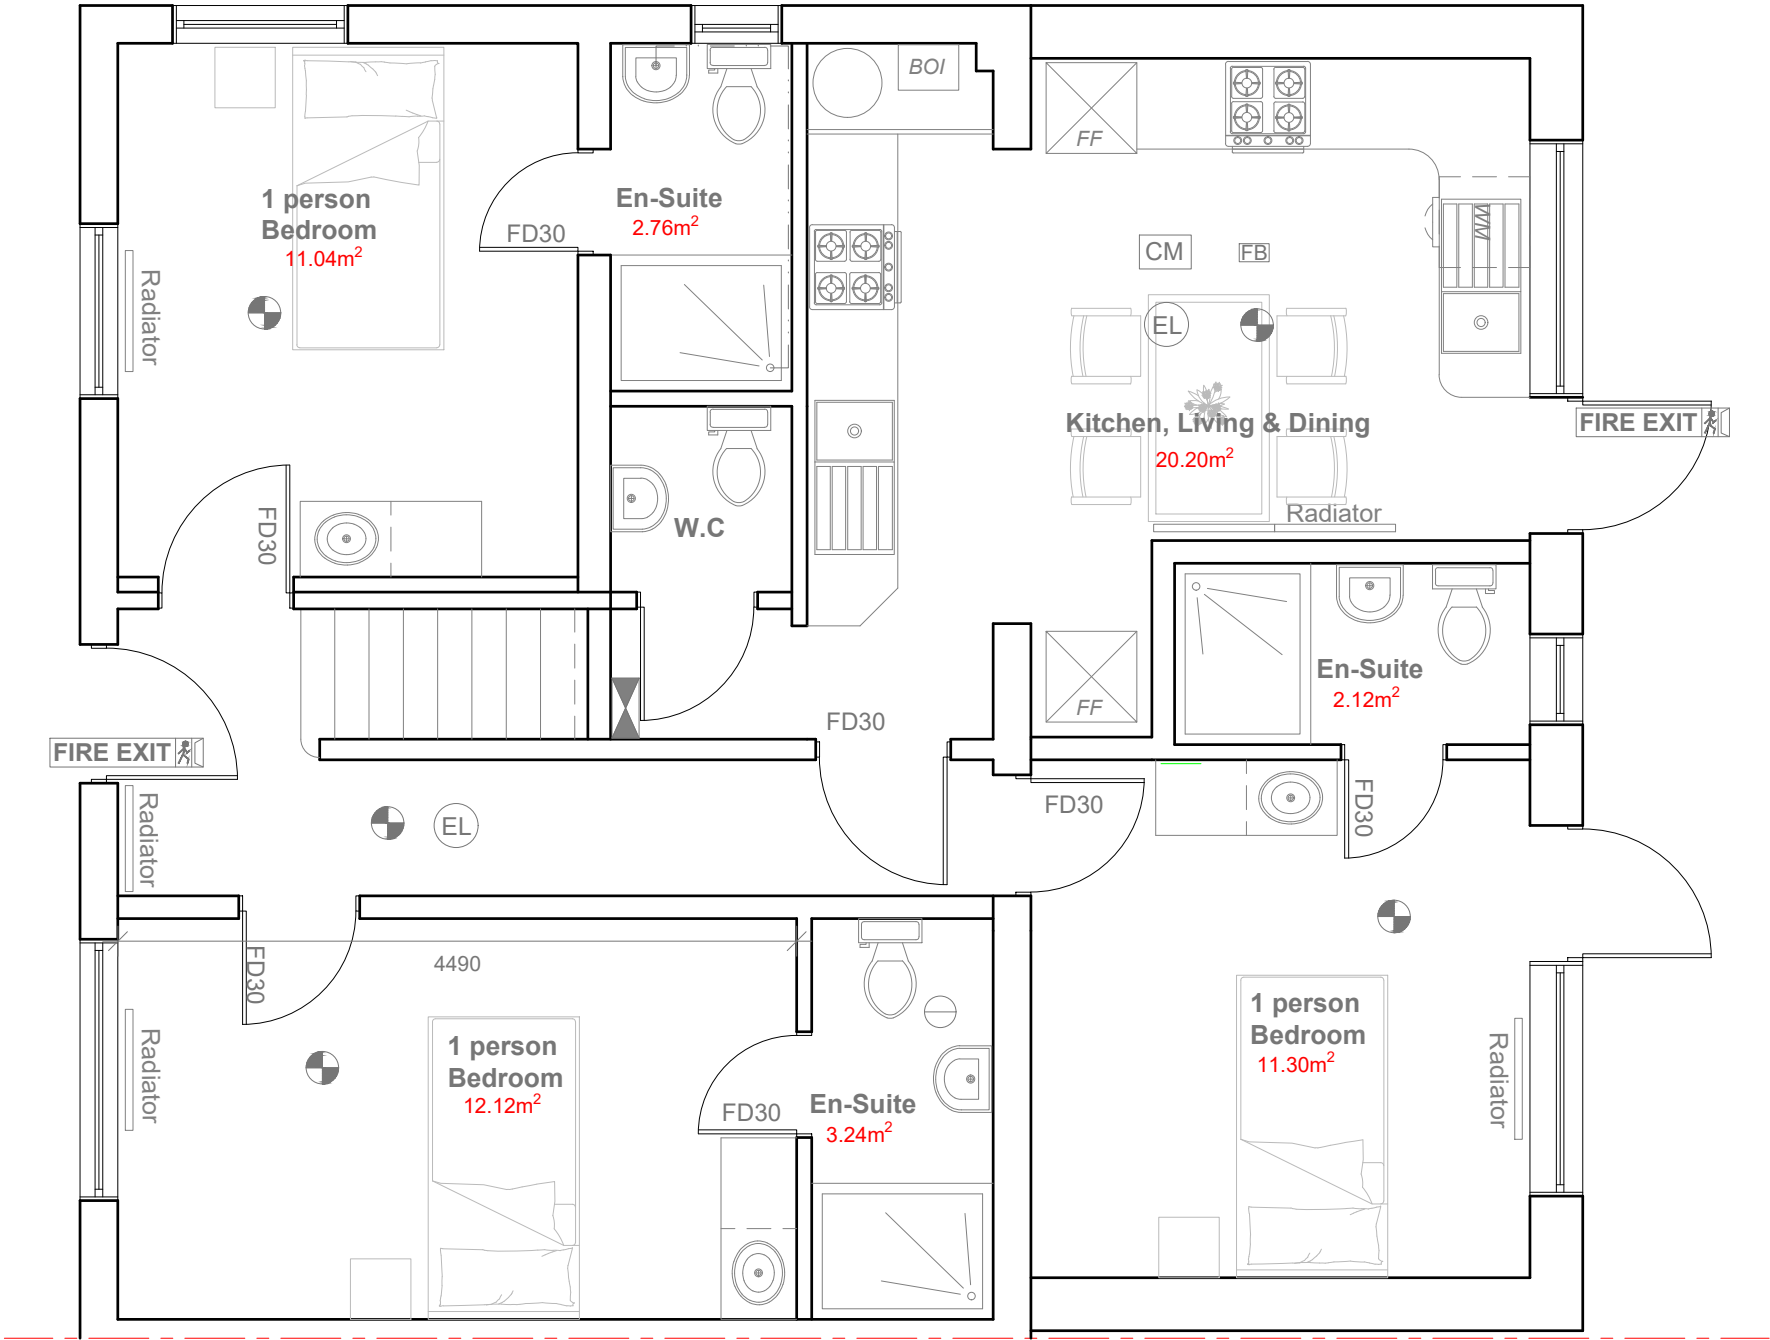 BOI
FF
1 person
Bedroom
11.04m²
En-Suite
2.76m²
FD30
WM
CM
FB
Radiator
EL
Kitchen, Living & Dining
20.20m²
FIRE EXIT
Radiator
FD30
W.C
En-Suite
2.12m²
FF
FD30
FIRE EXIT
Radiator
EL
FD30
FD30
FD30
4490
1 person
Bedroom
11.30m²
Radiator
1 person
Bedroom
12.12m²
Radiator
FD30
En-Suite
3.24m²